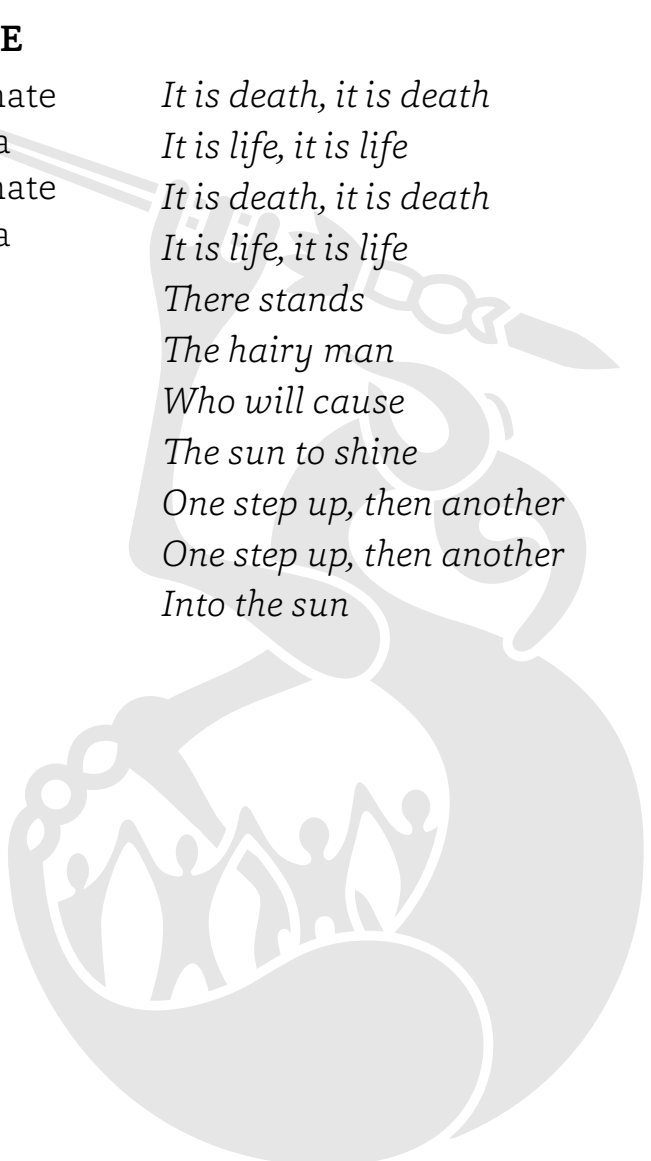 E
nate
a
nate
a
It is death, it is death
It is life, it is life
It is death, it is death
It is life, it is life
There stands
The hairy man
Who will cause
The sun to shine
One step up, then another
One step up, then another
Into the sun